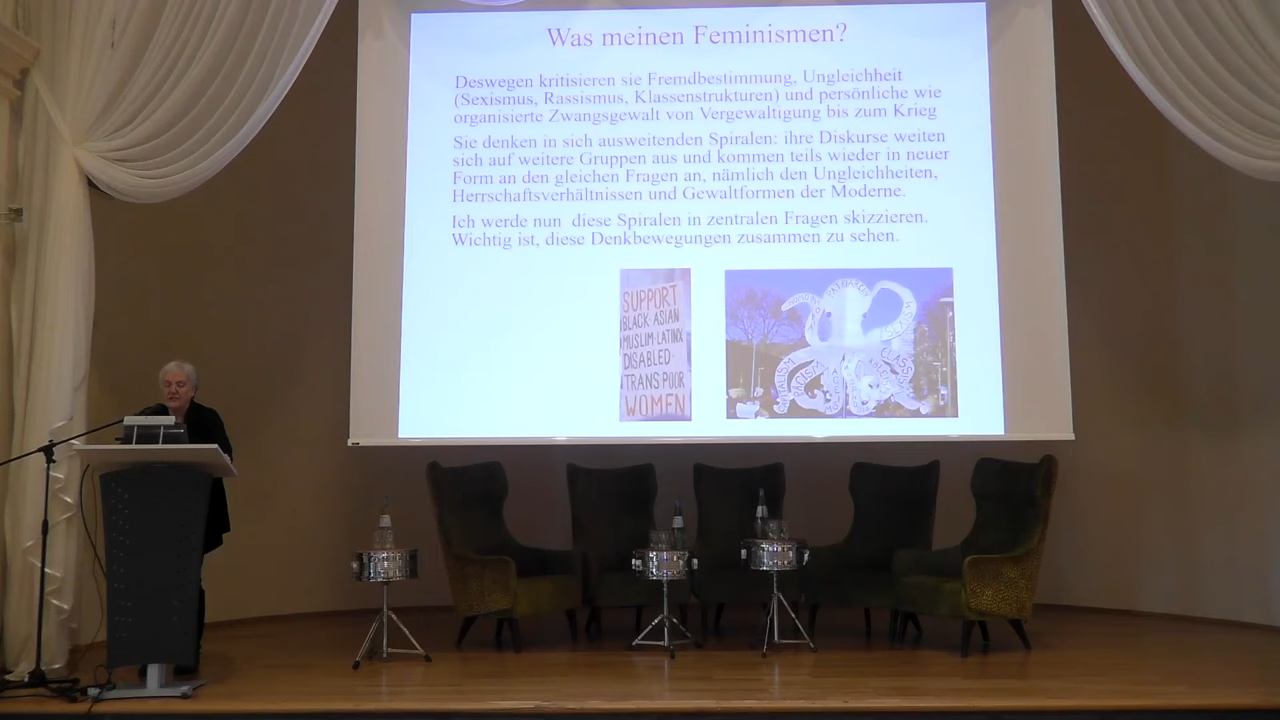 Was meinen Feminismen?
Deswegen kritisieren sie Fremdbestimmung, Ungleichheit
(Sexismus, Rassismus, Klassenstrukturen) und persönliche wie
organisierte Zwangsgewalt von Vergewaltigung bis zum Krieg
Sie denken in sich ausweitenden Spiralen: ihre Diskurse weiten
sich auf weitere Gruppen aus und kommen teils wieder in neuer
Form an den gleichen Fragen an, nämlich den Ungleichheiten,
Herrschaftsverhältnissen und Gewaltformen der Moderne.
Ich werde nun diese Spiralen in zentralen Fragen skizzieren.
Wichtig ist, diese Denkbewegungen zusammen zu sehen.
SUPPORT
BLACK·ASIAN
MUSLIM·LATINX
DISABLED·
TRANS POOR
WOMEN
CLASSISM
RACISM